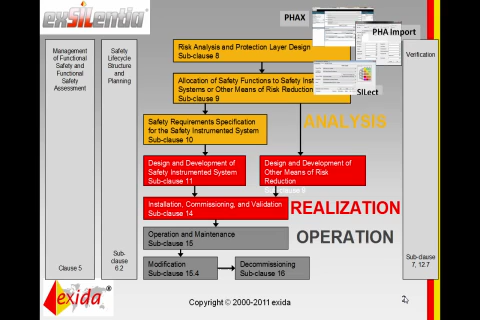 exSILentia
PHAX
PHA Import
SILect
Management
of Functional
Safety and
Functional
Safety
Assessment
Clause 5
Safety
Lifecycle
Structure
and
Planning
Sub-
clause
6.2
Risk Analysis and Protection Layer Design
Sub-clause 8
Allocation of Safety Functions to Safety Inst
Systems or Other Means of Risk Reduction
Sub-clause 9
ANALYSIS
Safety Requirements Specification
for the Safety Instrumented System
Sub-clause 10
Design and Development of
Safety Instrumented System
Sub-clause 11
Design and Development of
Other Means of Risk
Reduction
Sub-clause 9
Installation, Commissioning, and Validation
Sub-clause 14
REALIZATION
Operation and Maintenance
Sub-clause 15
OPERATION
Modification
Sub-clause 15.4
Decommissioning
Sub-clause 16
Verification
Sub-clause
7, 12.7
exida®
Copyright © 2000-2011 exida
2